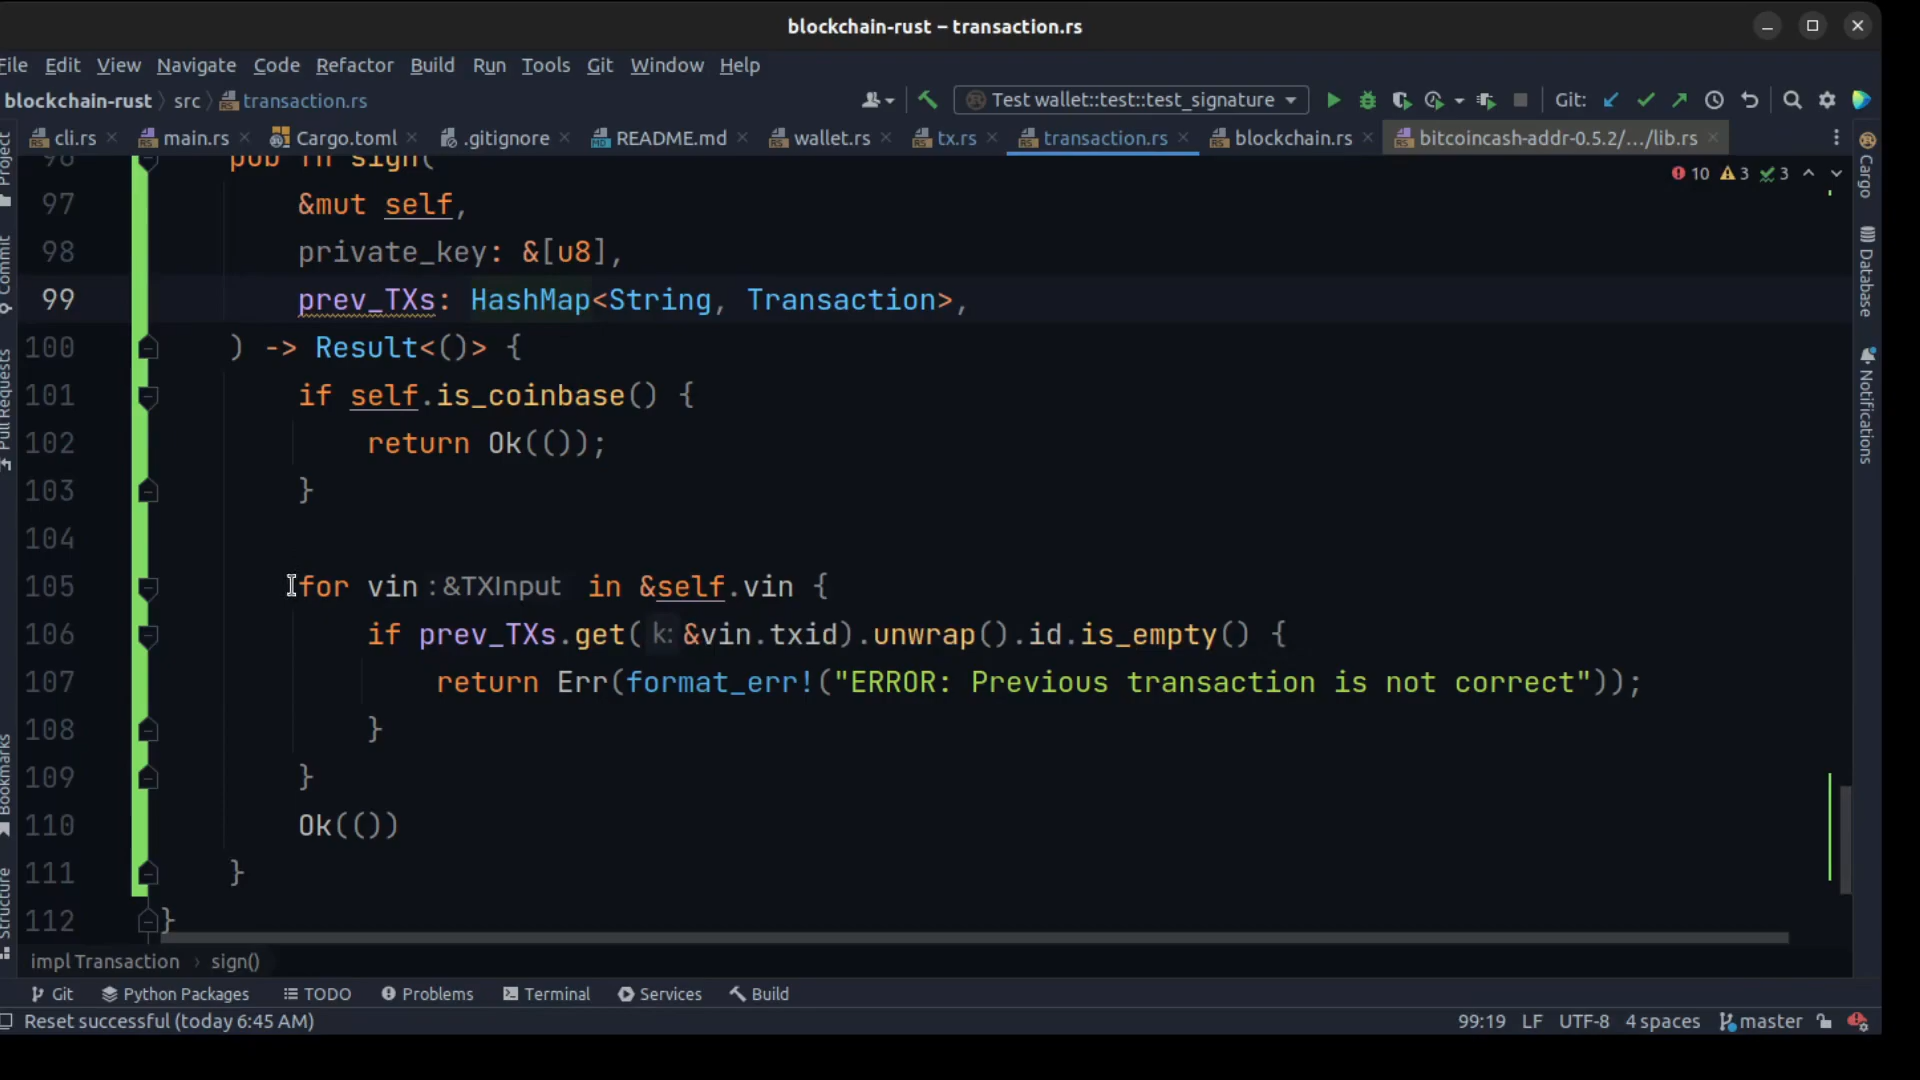 blockchain-rust – transaction.rs
File Edit View Navigate Code Refactor Build Run Tools Git Window Help
blockchain-rust src transaction.rs
Test wallet::test::test_signature
Git:
cli.rs main.rs Cargo.toml .gitignore README.md wallet.rs tx.rs transaction.rs blockchain.rs bitcoincash-addr-0.5.2/.../lib.rs
10 3 3
96 pub fn sign(
97 &mut self,
98 private_key: &[u8],
99 prev_TXs: HashMap<String, Transaction>,
100 ) -> Result<()> {
101 if self.is_coinbase() {
102 return Ok(());
103 }
104
105 for vin : &TXInput in &self.vin {
106 if prev_TXs.get( k: &vin.txid).unwrap().id.is_empty() {
107 return Err(format_err!("ERROR: Previous transaction is not correct"));
108 }
109 }
110 Ok(())
111 }
112 }
Project
Commit
Pull Requests
Bookmarks
Structure
Cargo
Database
Notifications
impl Transaction sign()
Git Python Packages TODO Problems Terminal Services Build
Reset successful (today 6:45 AM)
99:19 LF UTF-8 4 spaces master